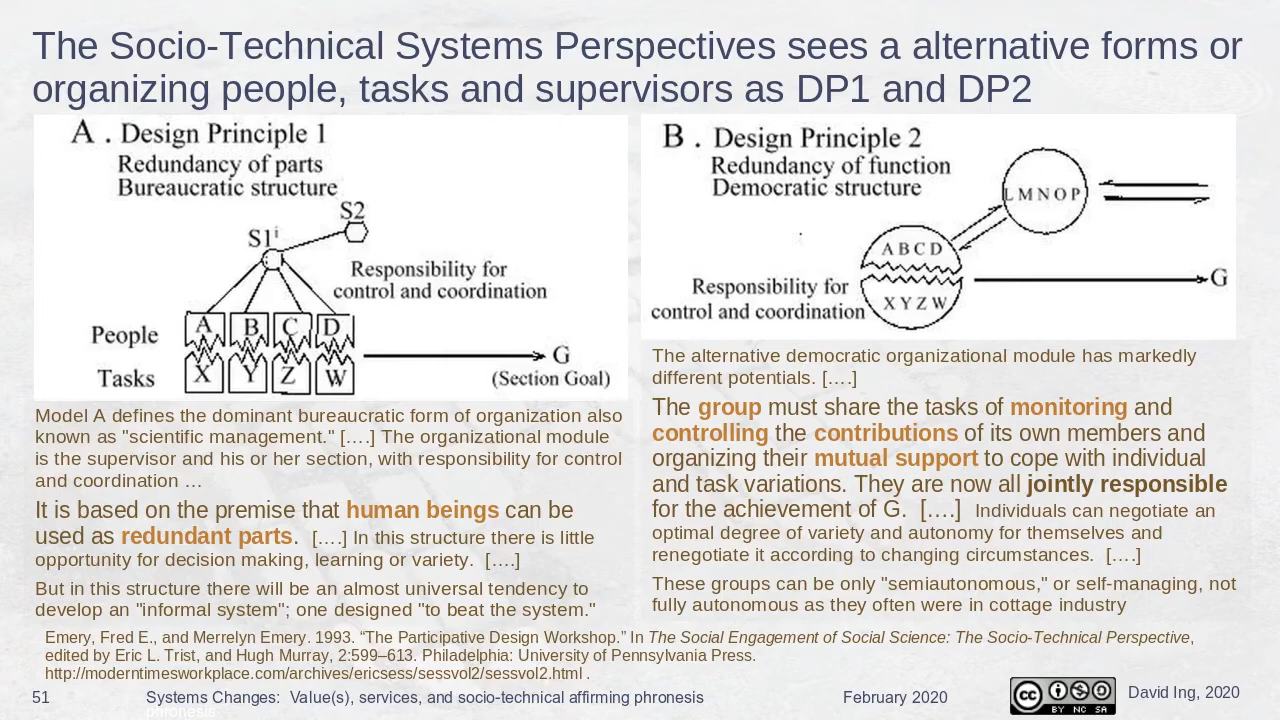 The Socio-Technical Systems Perspectives sees a alternative forms or
organizing people, tasks and supervisors as DP1 and DP2
A . Design Principle 1
Redundancy of parts
Bureaucratic structure
S2
S1ⁱ
Responsibility for
control and coordination
People
A B C D
Tasks
X Y Z W
G
(Section Goal)
Model A defines the dominant bureaucratic form of organization also
known as "scientific management." [….] The organizational module
is the supervisor and his or her section, with responsibility for control
and coordination …
It is based on the premise that human beings can be
used as redundant parts. [….] In this structure there is little
opportunity for decision making, learning or variety. [….]
But in this structure there will be an almost universal tendency to
develop an "informal system"; one designed "to beat the system."
B . Design Principle 2
Redundancy of function
Democratic structure
L M N O P
A B C D
Responsibility for
control and coordination
X Y Z W
G
The alternative democratic organizational module has markedly
different potentials. [….]
The group must share the tasks of monitoring and
controlling the contributions of its own members and
organizing their mutual support to cope with individual
and task variations. They are now all jointly responsible
for the achievement of G. [….] Individuals can negotiate an
optimal degree of variety and autonomy for themselves and
renegotiate it according to changing circumstances. [….]
These groups can be only "semiautonomous," or self-managing, not
fully autonomous as they often were in cottage industry
Emery, Fred E., and Merrelyn Emery. 1993. “The Participative Design Workshop.” In The Social Engagement of Social Science: The Socio-Technical Perspective,
edited by Eric L. Trist, and Hugh Murray, 2:599–613. Philadelphia: University of Pennsylvania Press.
http://moderntimesworkplace.com/archives/ericsess/sessvol2/sessvol2.html .
51
Systems Changes: Value(s), services, and socio-technical affirming phronesis
phronesis
February 2020
cc
BY NC SA
David Ing, 2020